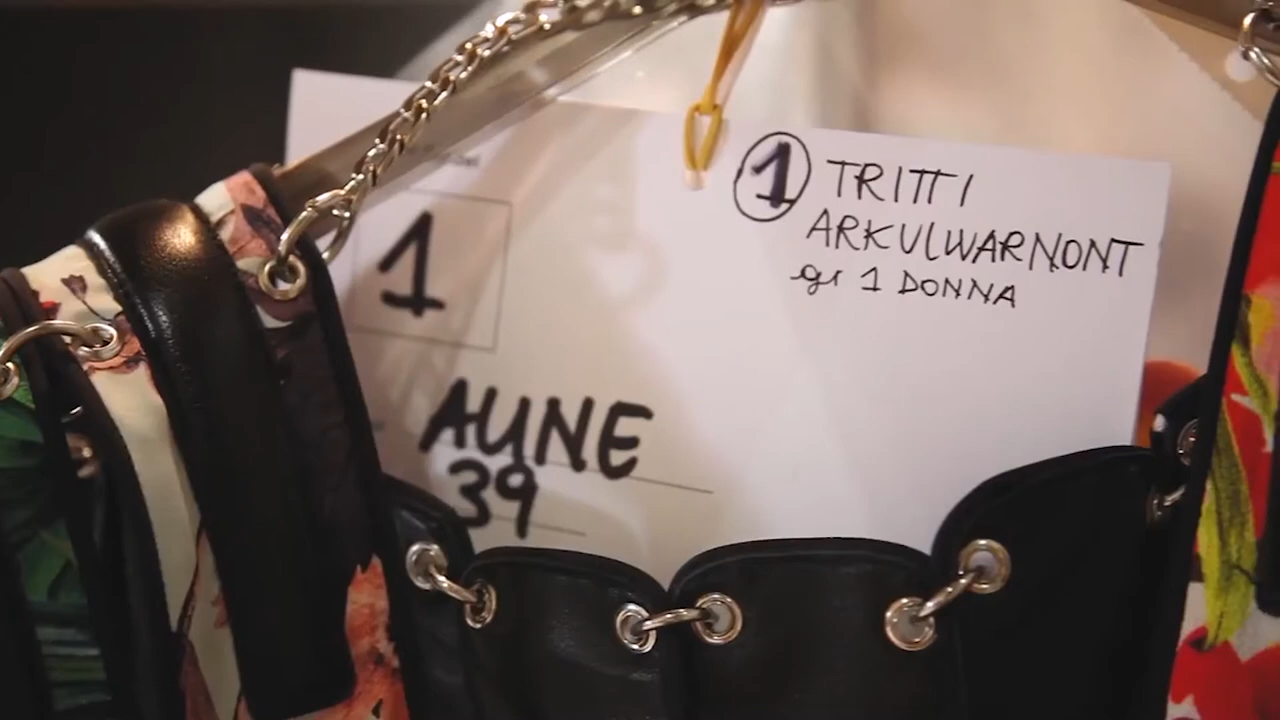 1
AUNE
39
1 TRITTI
ARKULWARNONT
gr 1 DONNA